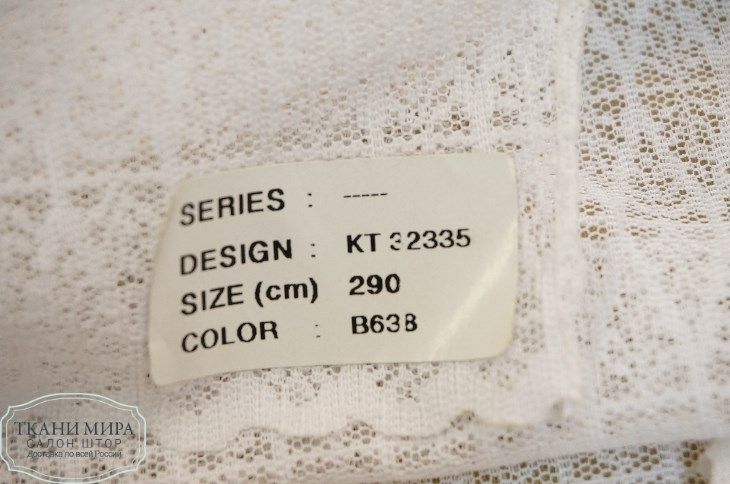 SERIES : -----
DESIGN : KT 32335
SIZE (cm) 290
COLOR : B638
ТКАНИ МИРА
САЛОН ШТОР
Доставка по всей России